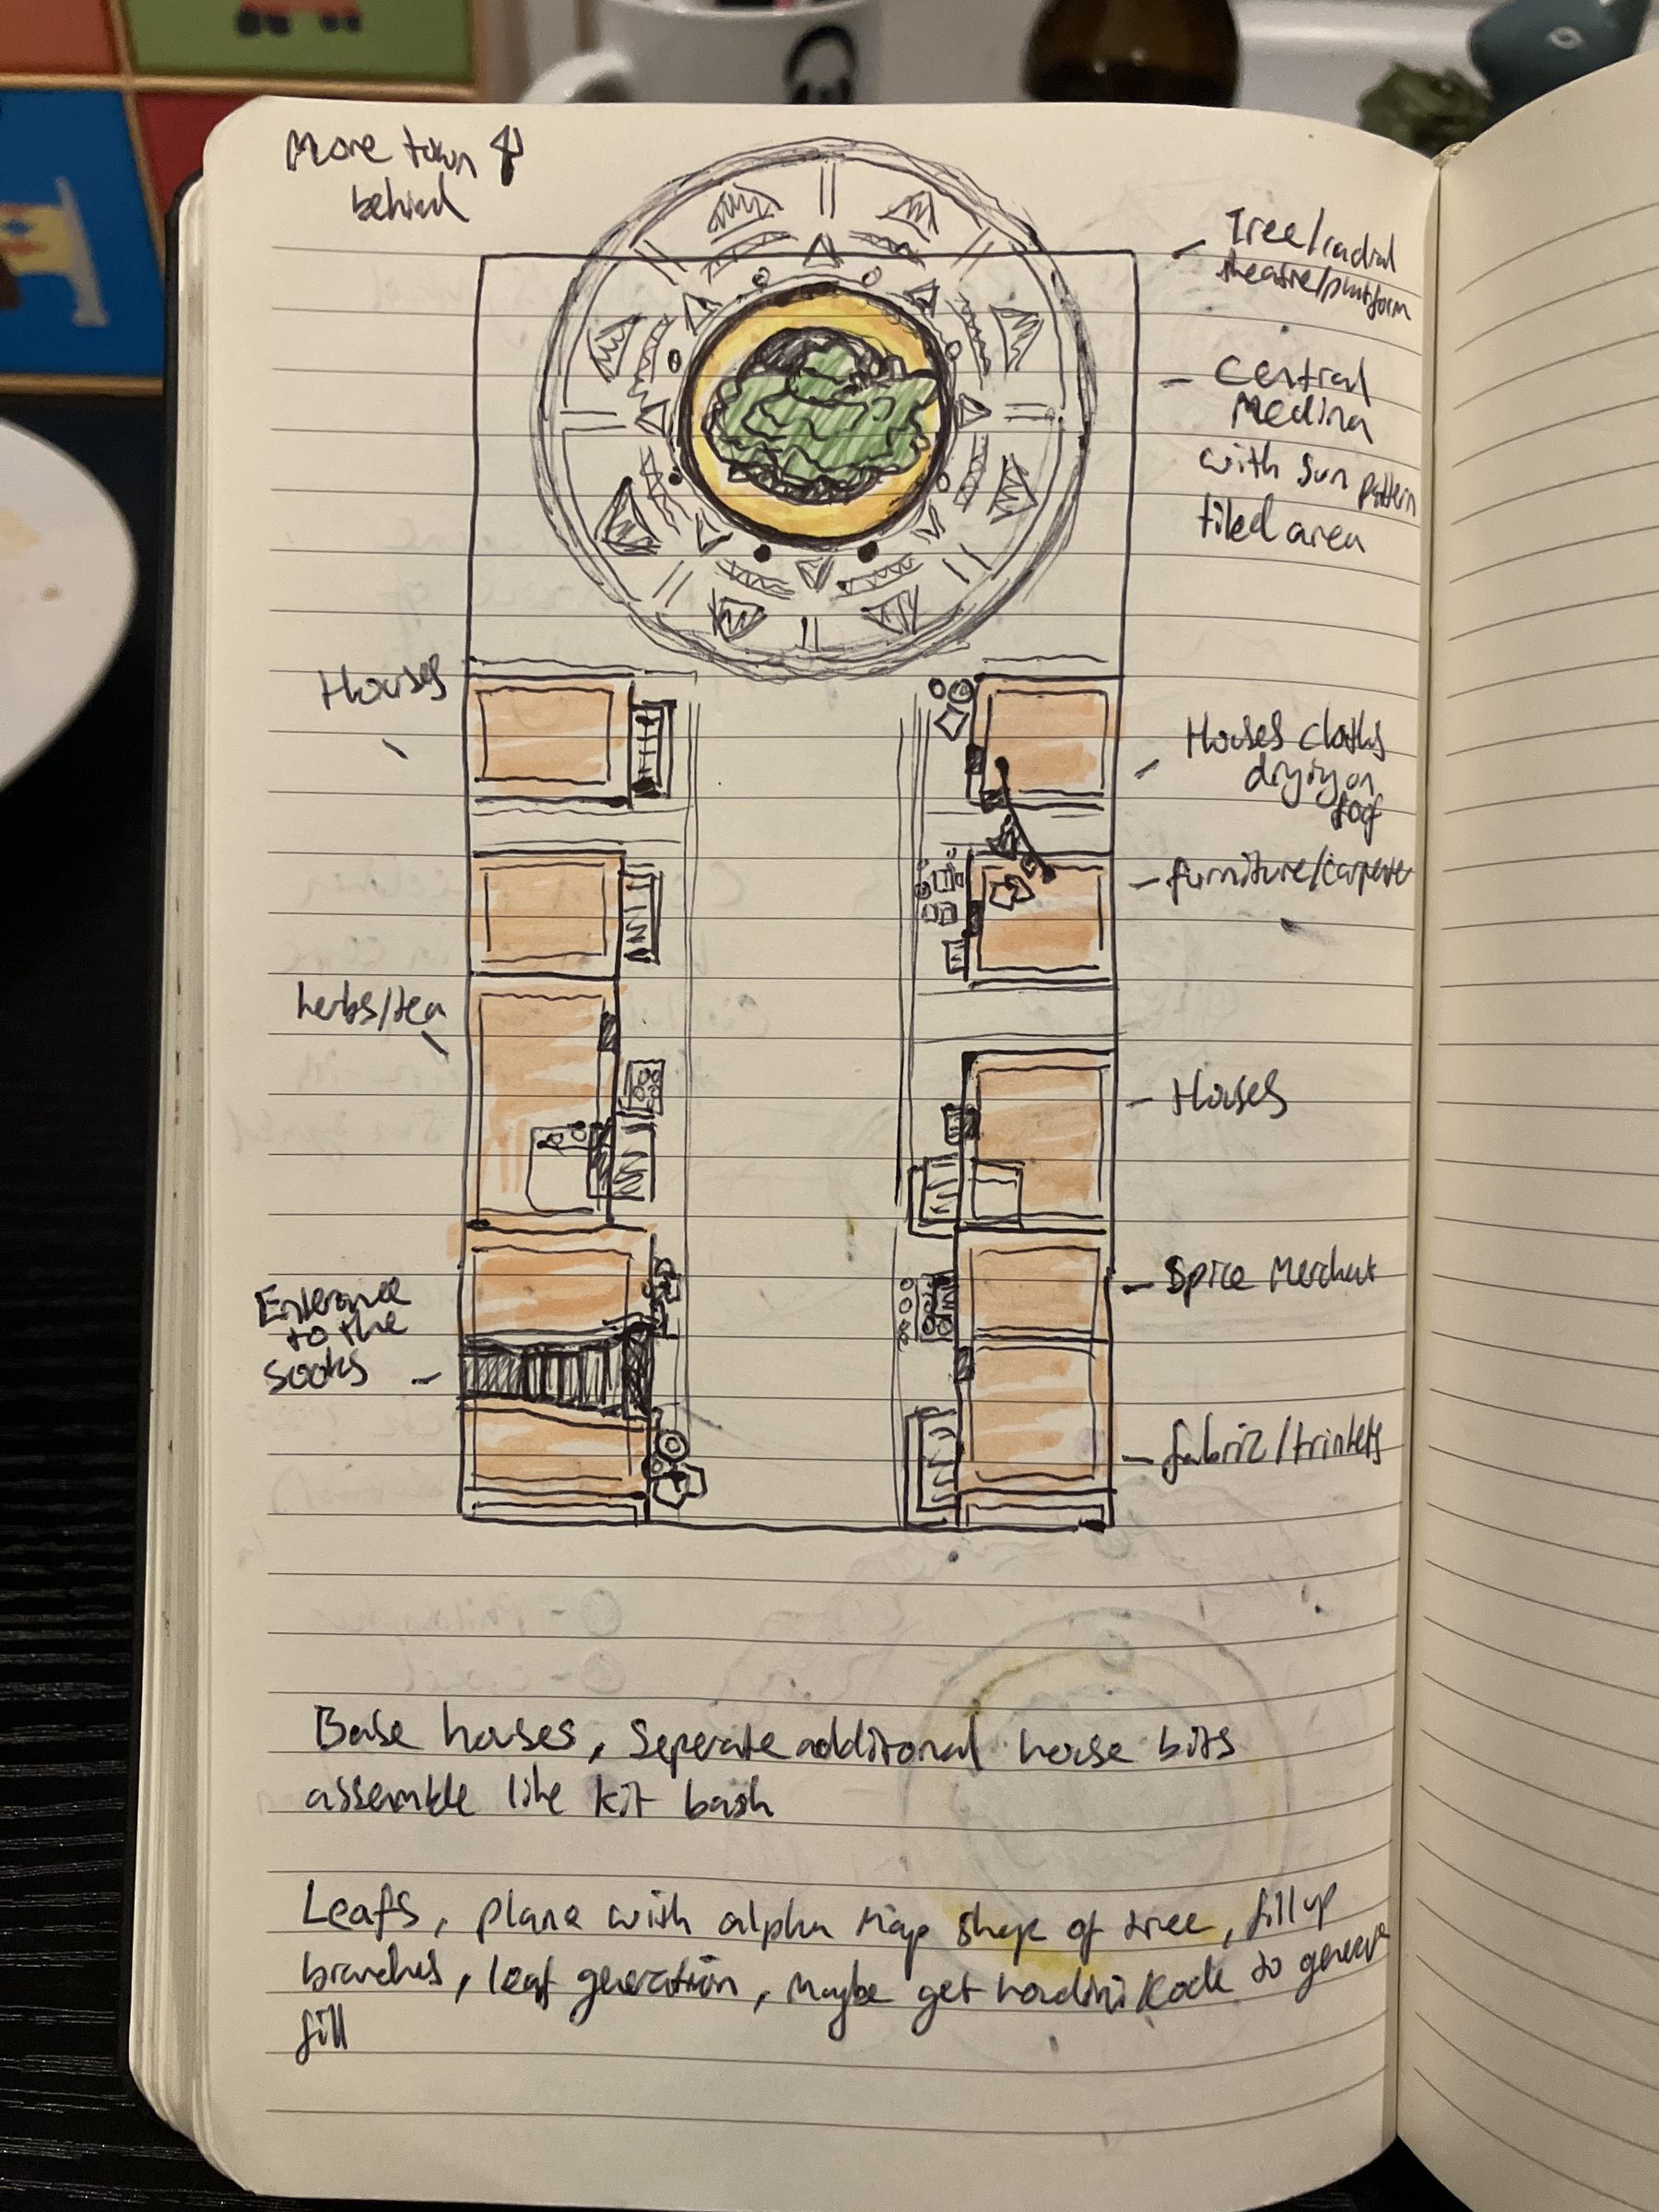 More town
behind
Tree/radial
theatre/platform
Central
Medina
with Sun pattern
tiled area
Houses
Houses cloths
drying on
roof
furniture/carpenter
herbs/tea
Houses
Entrance
to the
Souks
Spice Merchant
fabric/trinkets
Base houses, Seperate additional house bits
assemble like kit bash
Leafs, plane with alpha map shape of tree, fill up
branches, leaf generation, maybe get houdini/code to generate
fill